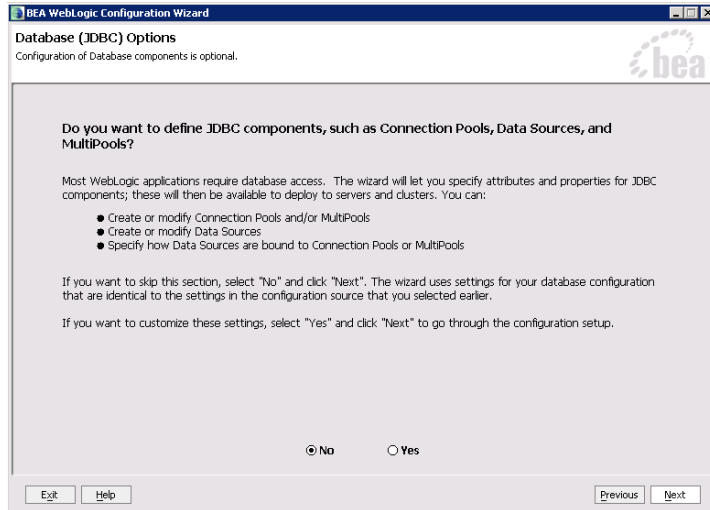 BEA WebLogic Configuration Wizard
Database (JDBC) Options
Configuration of Database components is optional.
bea
Do you want to define JDBC components, such as Connection Pools, Data Sources, and
MultiPools?
Most WebLogic applications require database access. The wizard will let you specify attributes and properties for JDBC
components; these will then be available to deploy to servers and clusters. You can:
● Create or modify Connection Pools and/or MultiPools
● Create or modify Data Sources
● Specify how Data Sources are bound to Connection Pools or MultiPools
If you want to skip this section, select "No" and click "Next". The wizard uses settings for your database configuration
that are identical to the settings in the configuration source that you selected earlier.
If you want to customize these settings, select "Yes" and click "Next" to go through the configuration setup.
No Yes
Exit Help Previous Next